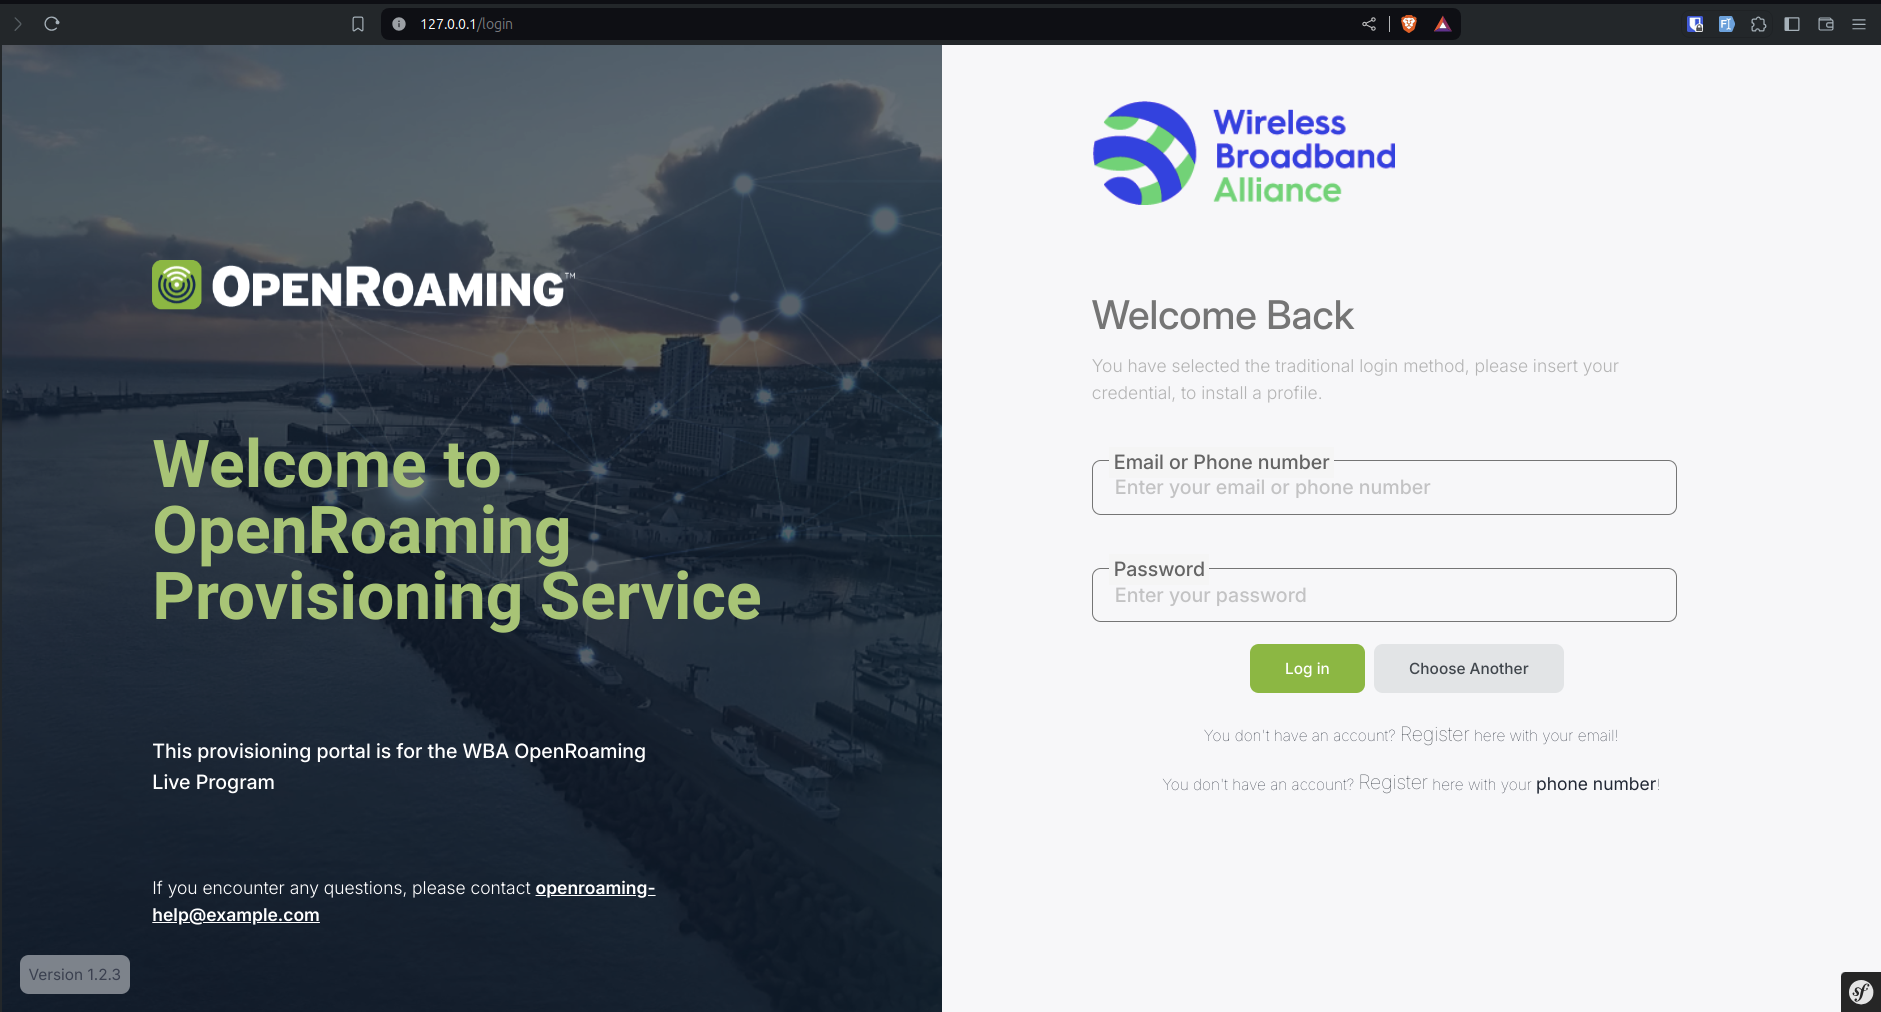 127.0.0.1/login
OPENROAMING™
Welcome to
OpenRoaming
Provisioning Service
This provisioning portal is for the WBA OpenRoaming
Live Program
If you encounter any questions, please contact openroaming-
help@example.com
Version 1.2.3
Wireless
Broadband
Alliance
Welcome Back
You have selected the traditional login method, please insert your
credential, to install a profile.
Email or Phone number
Enter your email or phone number
Password
Enter your password
Log in
Choose Another
You don't have an account? Register here with your email!
You don't have an account? Register here with your phone number!
sf